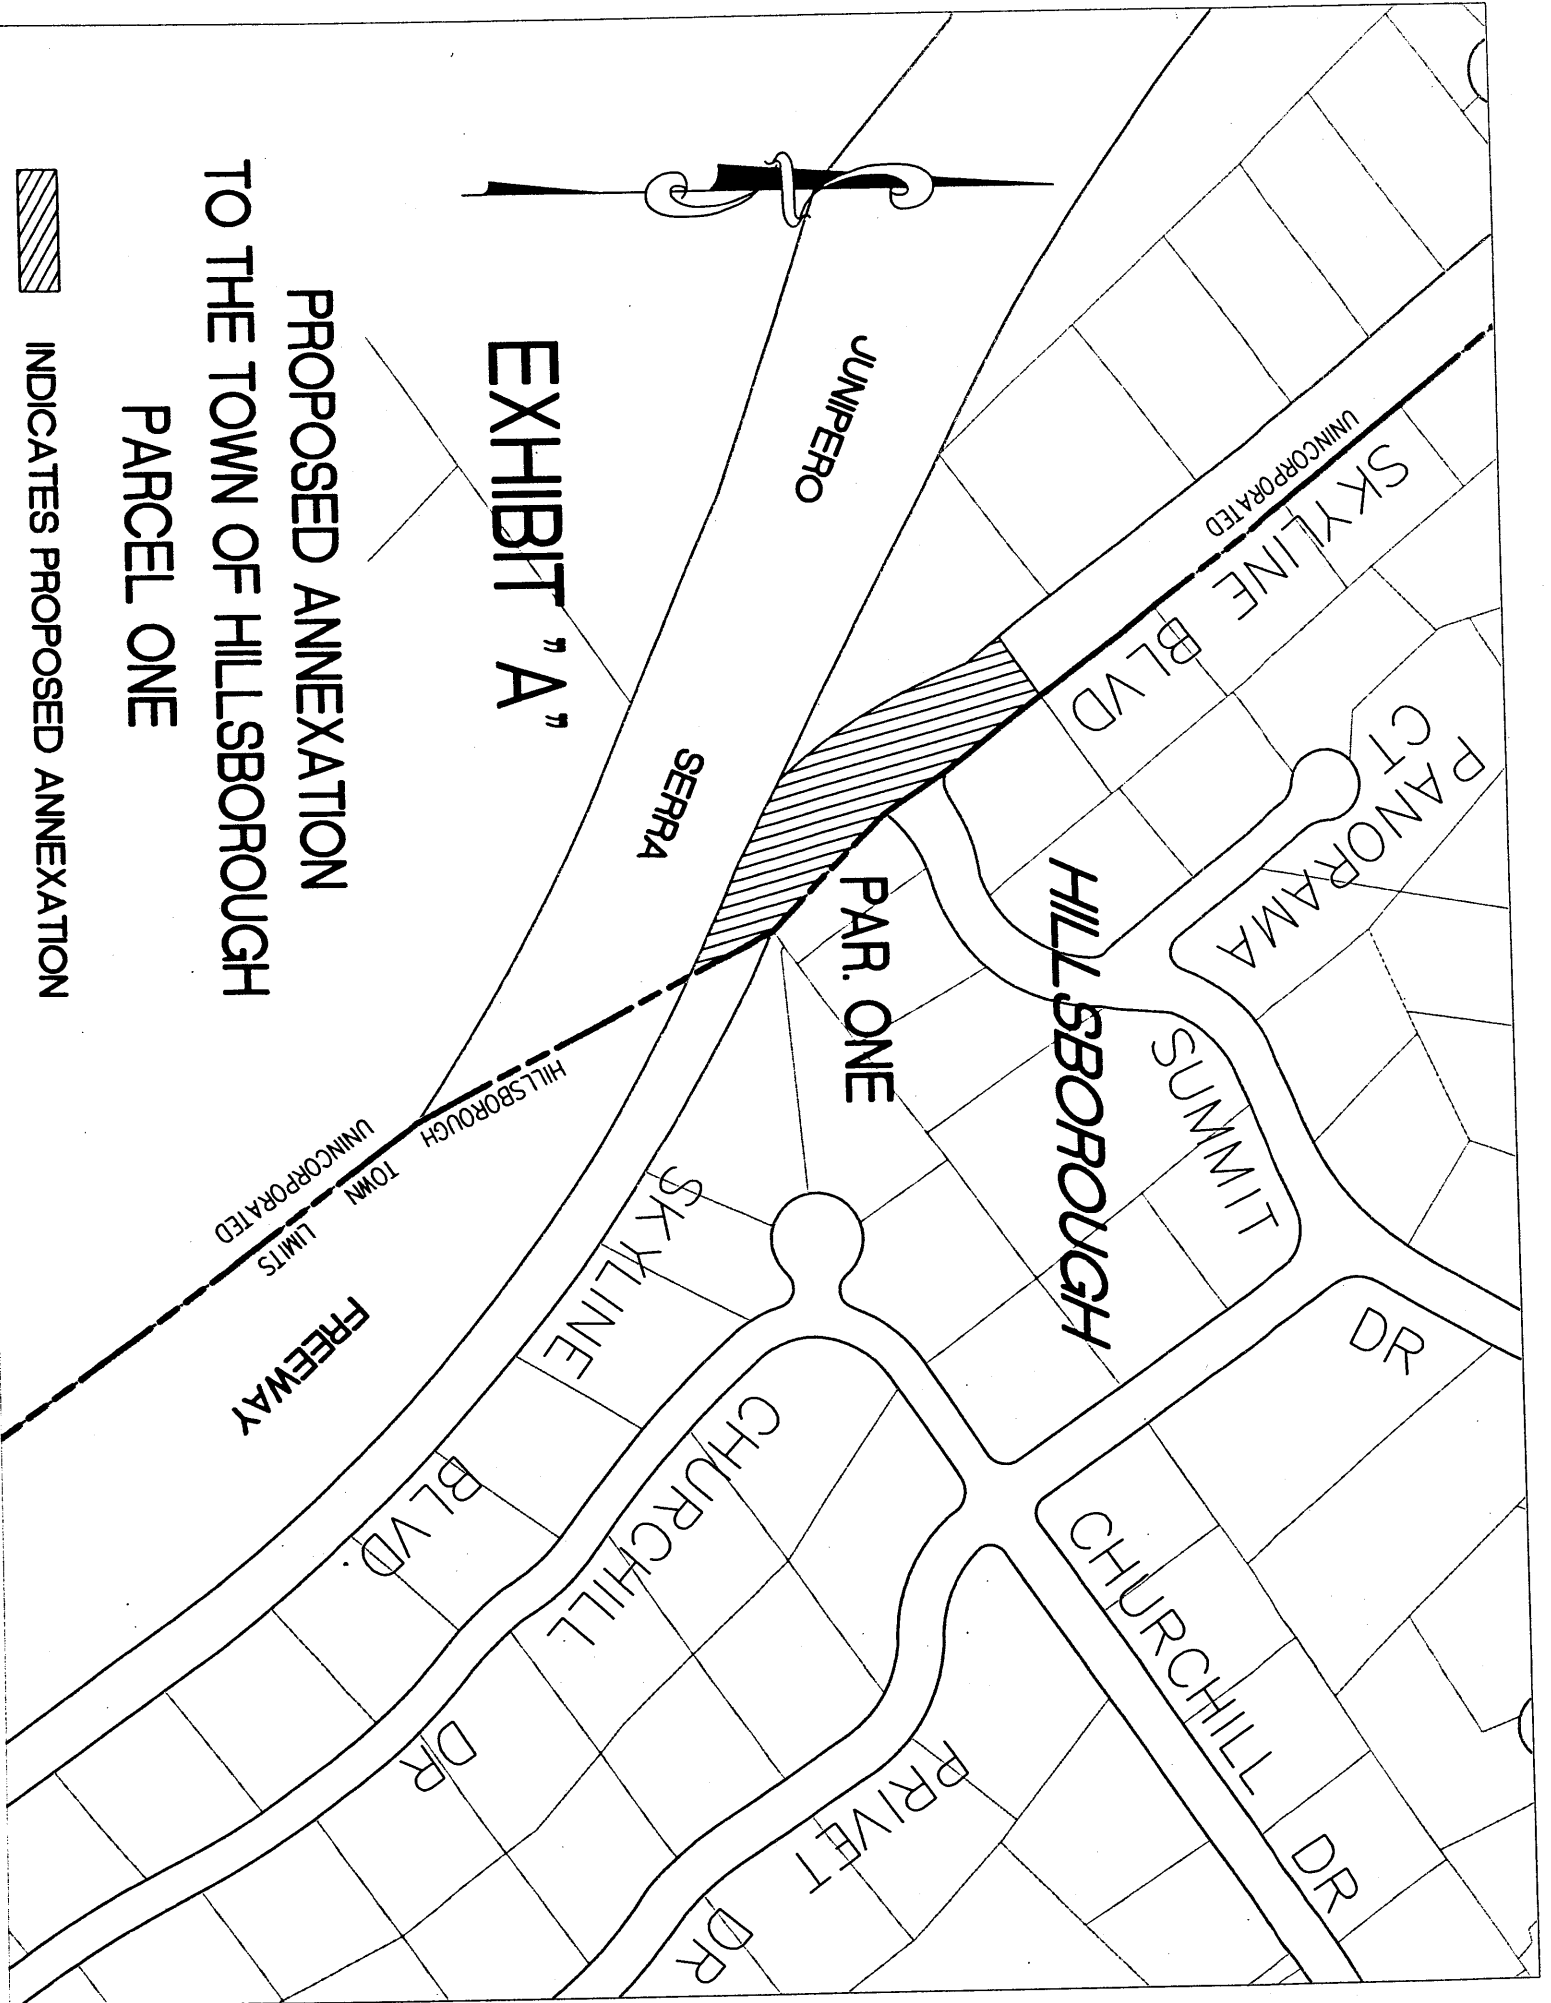 SKYLINE BLVD
UNINCORPORATED
PANORAMA
CT
HILLSBOROUGH
SUMMIT
DR
CHURCHILL DR
PAR. ONE
JUNIPERO
SERRA
FREEWAY
SKYLINE
BLVD
CHURCHILL
DR
PRIVET
DR
HILLSBOROUGH
TOWN LIMITS
UNINCORPORATED
EXHIBIT "A"
PROPOSED ANNEXATION
TO THE TOWN OF HILLSBOROUGH
PARCEL ONE
INDICATES PROPOSED ANNEXATION